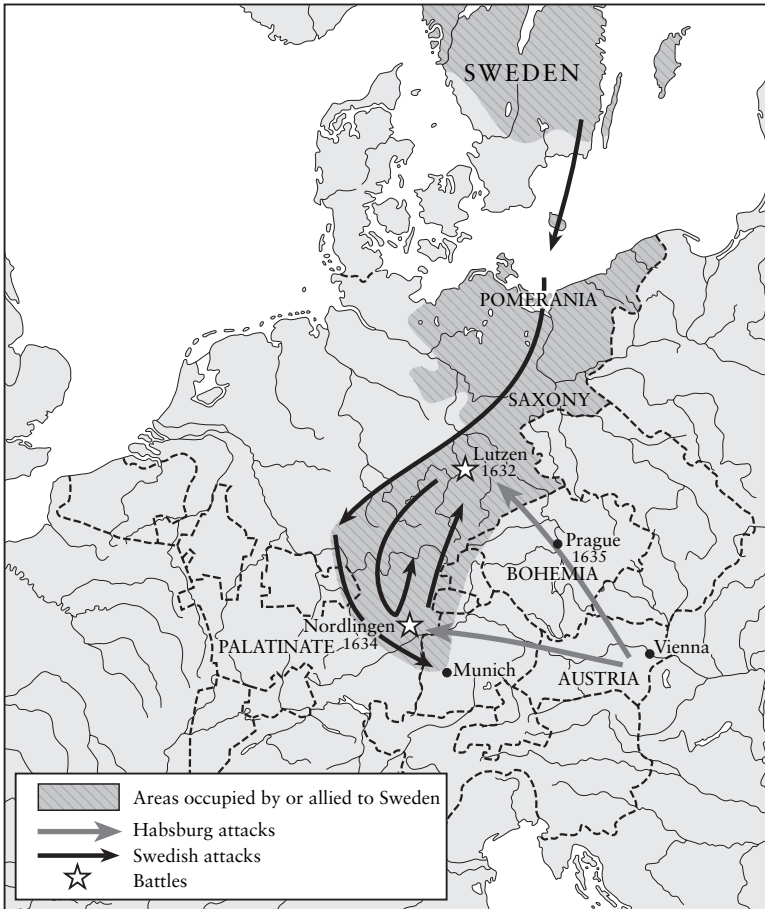 SWEDEN
POMERANIA
SAXONY
Lutzen
1632
Prague
1635
BOHEMIA
Nordlingen
1634
PALATINATE
Vienna
Munich
AUSTRIA
Areas occupied by or allied to Sweden
Habsburg attacks
Swedish attacks
Battles